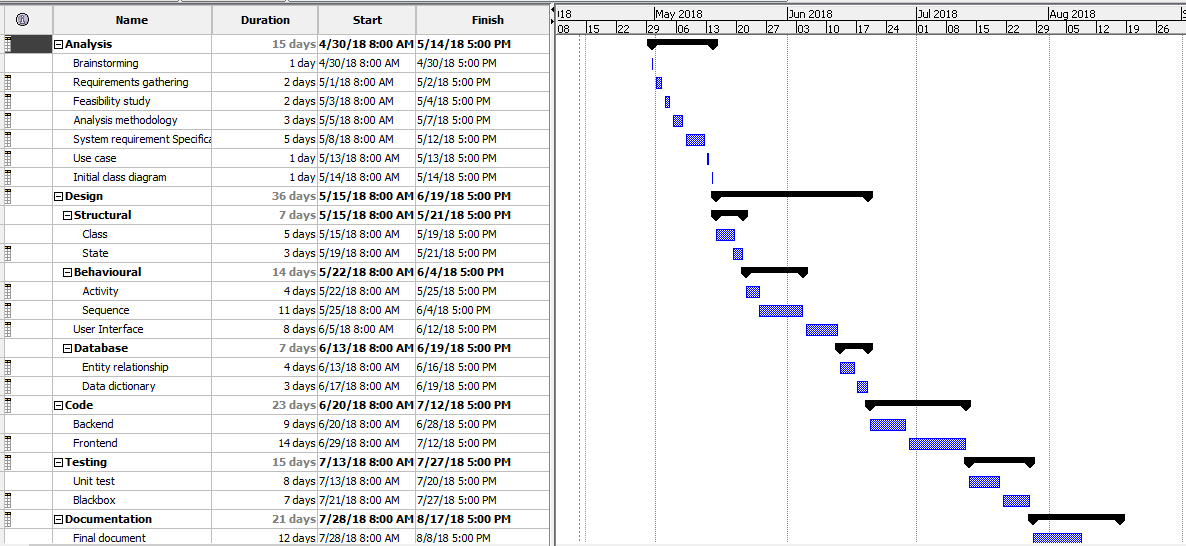 Name Duration Start Finish
l18 May 2018 Jun 2018 Jul 2018 Aug 2018 S
08 15 22 29 06 13 20 27 03 10 17 24 01 08 15 22 29 05 12 19 26
Analysis 15 days 4/30/18 8:00 AM 5/14/18 5:00 PM
Brainstorming 1 day 4/30/18 8:00 AM 4/30/18 5:00 PM
Requirements gathering 2 days 5/1/18 8:00 AM 5/2/18 5:00 PM
Feasibility study 2 days 5/3/18 8:00 AM 5/4/18 5:00 PM
Analysis methodology 3 days 5/5/18 8:00 AM 5/7/18 5:00 PM
System requirement Specifica 5 days 5/8/18 8:00 AM 5/12/18 5:00 PM
Use case 1 day 5/13/18 8:00 AM 5/13/18 5:00 PM
Initial class diagram 1 day 5/14/18 8:00 AM 5/14/18 5:00 PM
Design 36 days 5/15/18 8:00 AM 6/19/18 5:00 PM
Structural 7 days 5/15/18 8:00 AM 5/21/18 5:00 PM
Class 5 days 5/15/18 8:00 AM 5/19/18 5:00 PM
State 3 days 5/19/18 8:00 AM 5/21/18 5:00 PM
Behavioural 14 days 5/22/18 8:00 AM 6/4/18 5:00 PM
Activity 4 days 5/22/18 8:00 AM 5/25/18 5:00 PM
Sequence 11 days 5/25/18 8:00 AM 6/4/18 5:00 PM
User Interface 8 days 6/5/18 8:00 AM 6/12/18 5:00 PM
Database 7 days 6/13/18 8:00 AM 6/19/18 5:00 PM
Entity relationship 4 days 6/13/18 8:00 AM 6/16/18 5:00 PM
Data dictionary 3 days 6/17/18 8:00 AM 6/19/18 5:00 PM
Code 23 days 6/20/18 8:00 AM 7/12/18 5:00 PM
Backend 9 days 6/20/18 8:00 AM 6/28/18 5:00 PM
Frontend 14 days 6/29/18 8:00 AM 7/12/18 5:00 PM
Testing 15 days 7/13/18 8:00 AM 7/27/18 5:00 PM
Unit test 8 days 7/13/18 8:00 AM 7/20/18 5:00 PM
Blackbox 7 days 7/21/18 8:00 AM 7/27/18 5:00 PM
Documentation 21 days 7/28/18 8:00 AM 8/17/18 5:00 PM
Final document 12 days 7/28/18 8:00 AM 8/8/18 5:00 PM